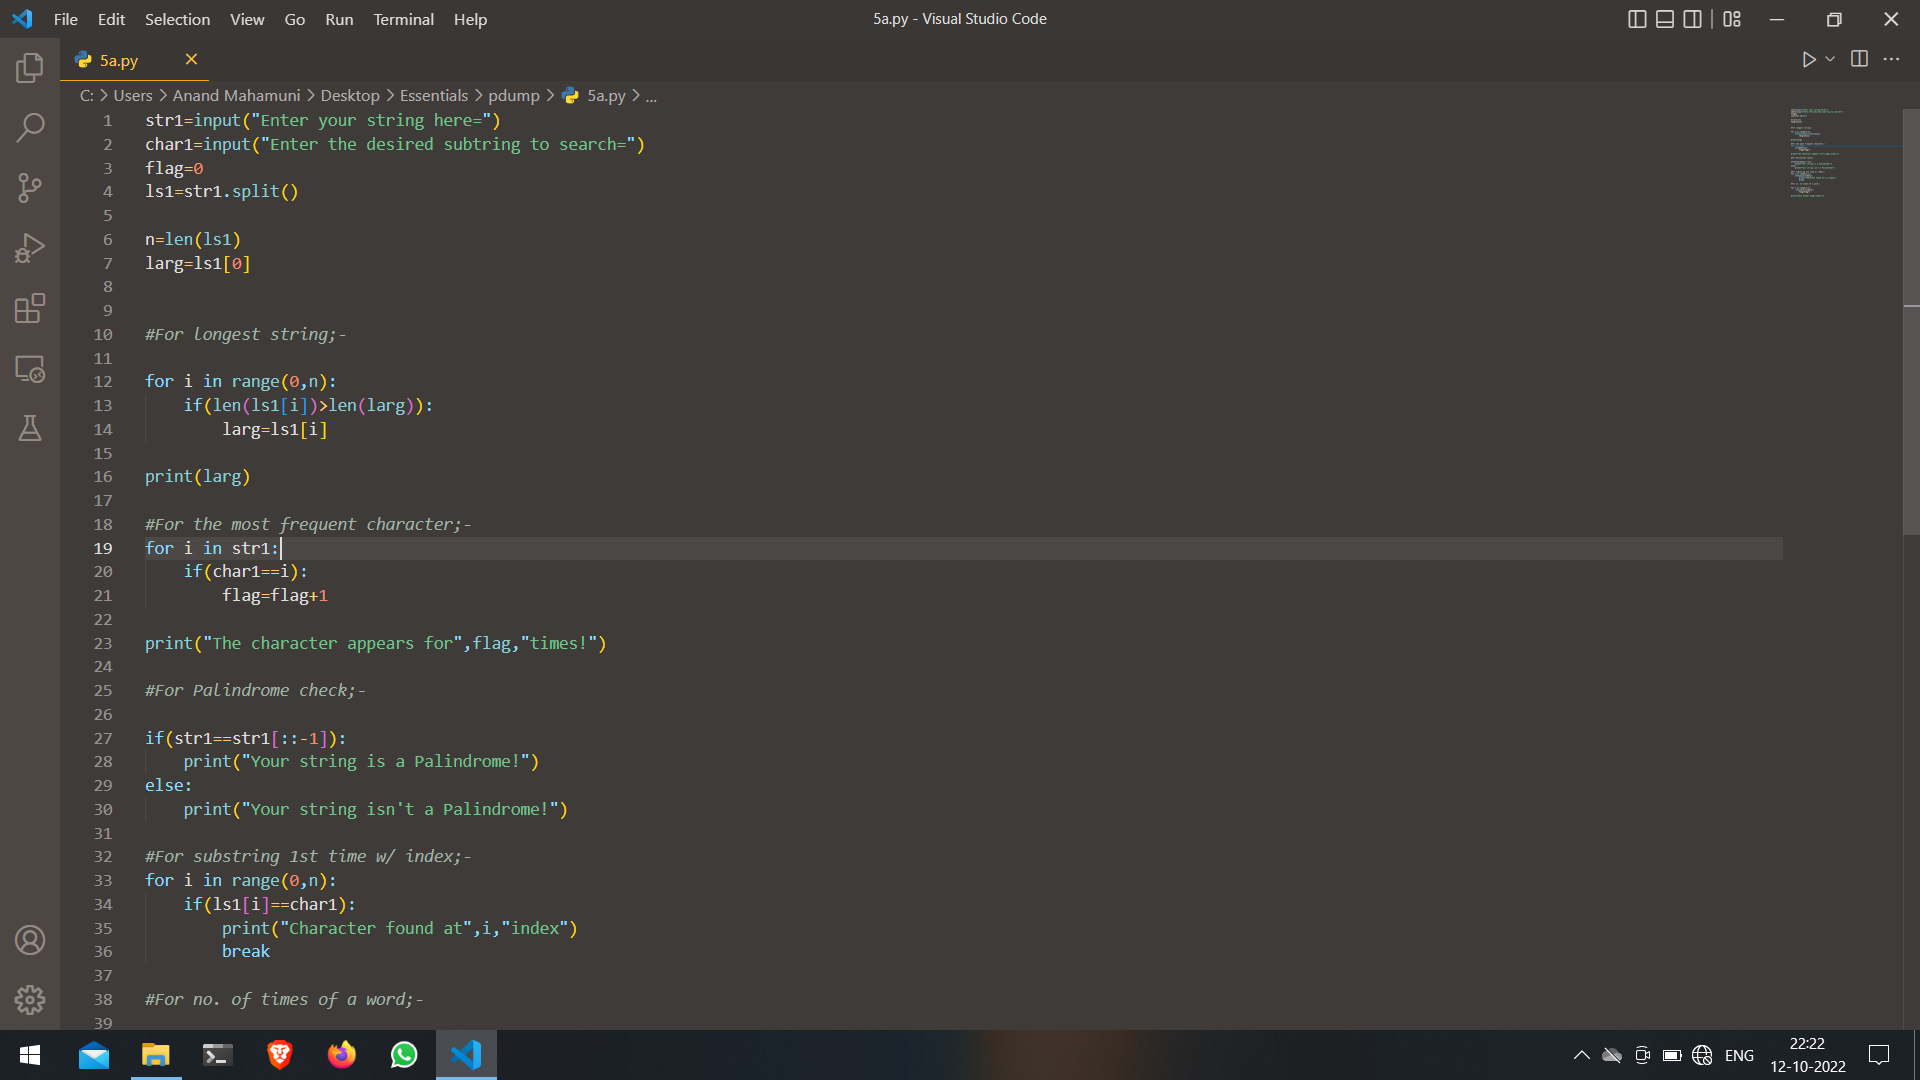 File Edit Selection View Go Run Terminal Help
5a.py - Visual Studio Code
5a.py
C: > Users > Anand Mahamuni > Desktop > Essentials > pdump > 5a.py > ...
1 str1=input("Enter your string here=")
2 char1=input("Enter the desired subtring to search=")
3 flag=0
4 ls1=str1.split()
5
6 n=len(ls1)
7 larg=ls1[0]
8
9
10 #For longest string;-
11
12 for i in range(0,n):
13     if(len(ls1[i])>len(larg)):
14         larg=ls1[i]
15
16 print(larg)
17
18 #For the most frequent character;-
19 for i in str1:
20     if(char1==i):
21         flag=flag+1
22
23 print("The character appears for",flag,"times!")
24
25 #For Palindrome check;-
26
27 if(str1==str1[::-1]):
28     print("Your string is a Palindrome!")
29 else:
30     print("Your string isn't a Palindrome!")
31
32 #For substring 1st time w/ index;-
33 for i in range(0,n):
34     if(ls1[i]==char1):
35         print("Character found at",i,"index")
36         break
37
38 #For no. of times of a word;-
39
ENG
22:22
12-10-2022